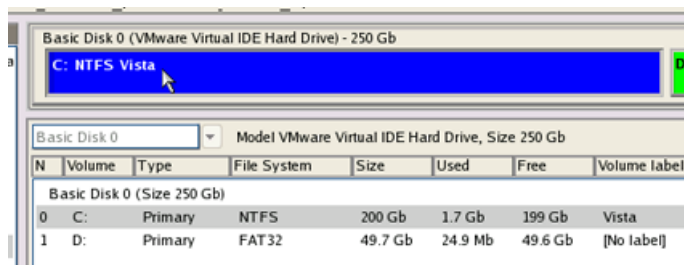 Basic Disk 0 (VMware Virtual IDE Hard Drive) - 250 Gb
C: NTFS Vista
D
Basic Disk 0 Model VMware Virtual IDE Hard Drive, Size 250 Gb
N Volume Type File System Size Used Free Volume label
Basic Disk 0 (Size 250 Gb)
0 C: Primary NTFS 200 Gb 1.7 Gb 199 Gb Vista
1 D: Primary FAT32 49.7 Gb 24.9 Mb 49.6 Gb [No label]